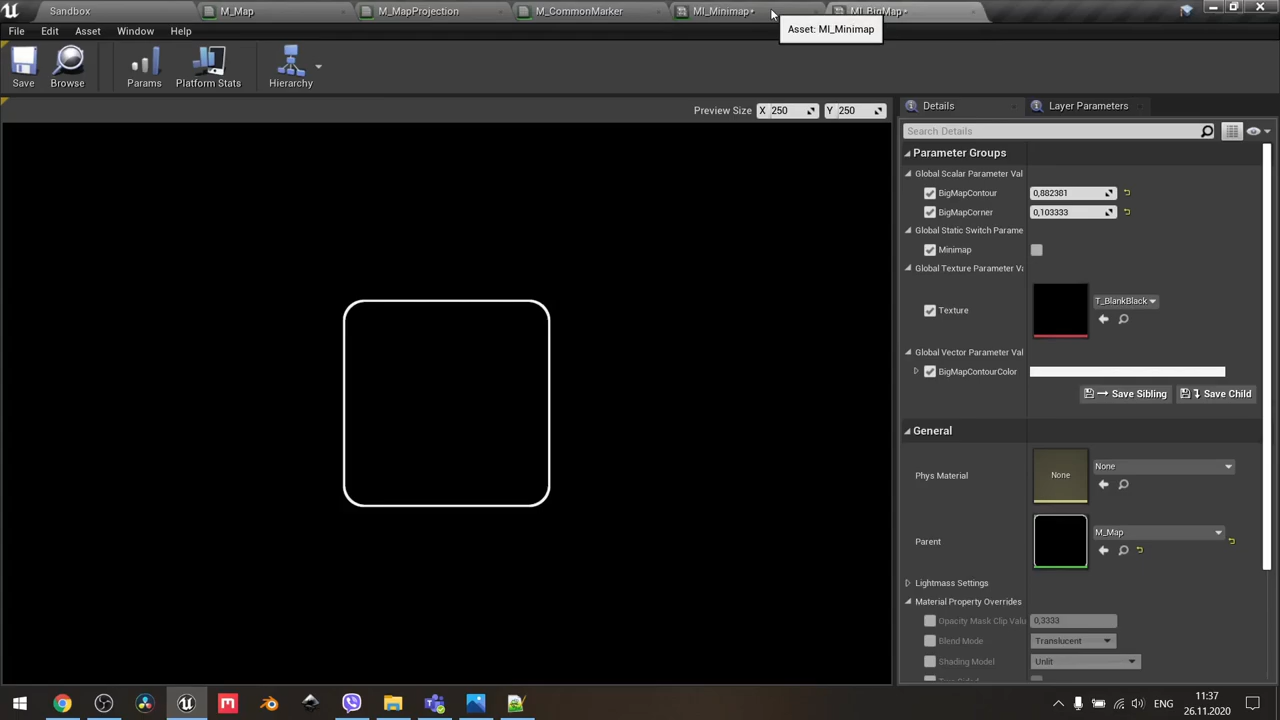 Sandbox
M_Map
M_MapProjection
M_CommonMarker
MI_Minimap•
MI_BigMap•
Asset: MI_Minimap
File Edit Asset Window Help
Save
Browse
Params
Platform Stats
Hierarchy
Preview Size X 250 Y 250
Details
Layer Parameters
Search Details
Parameter Groups
Global Scalar Parameter Val
BigMapContour 0,882381
BigMapCorner 0,103333
Global Static Switch Parame
Minimap
Global Texture Parameter Va
Texture
T_BlankBlack
Global Vector Parameter Val
BigMapContourColor
Save Sibling
Save Child
General
Phys Material
None
None
Parent
M_Map
Lightmass Settings
Material Property Overrides
Opacity Mask Clip Valu 0,3333
Blend Mode Translucent
Shading Model Unlit
ENG
11:37
26.11.2020